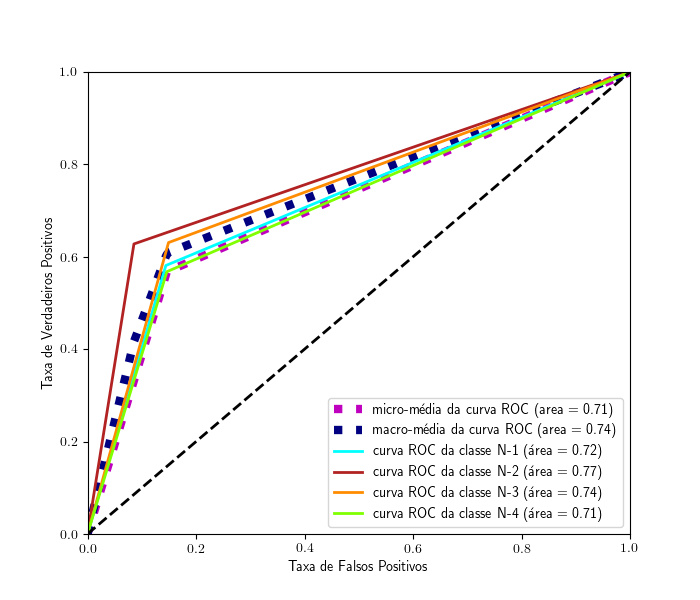 1.0
0.8
0.6
0.4
0.2
0.0
Taxa de Verdadeiros Positivos
micro-média da curva ROC (area = 0.71)
macro-média da curva ROC (area = 0.74)
curva ROC da classe N-1 (área = 0.72)
curva ROC da classe N-2 (área = 0.77)
curva ROC da classe N-3 (área = 0.74)
curva ROC da classe N-4 (área = 0.71)
0.0 0.2 0.4 0.6 0.8 1.0
Taxa de Falsos Positivos